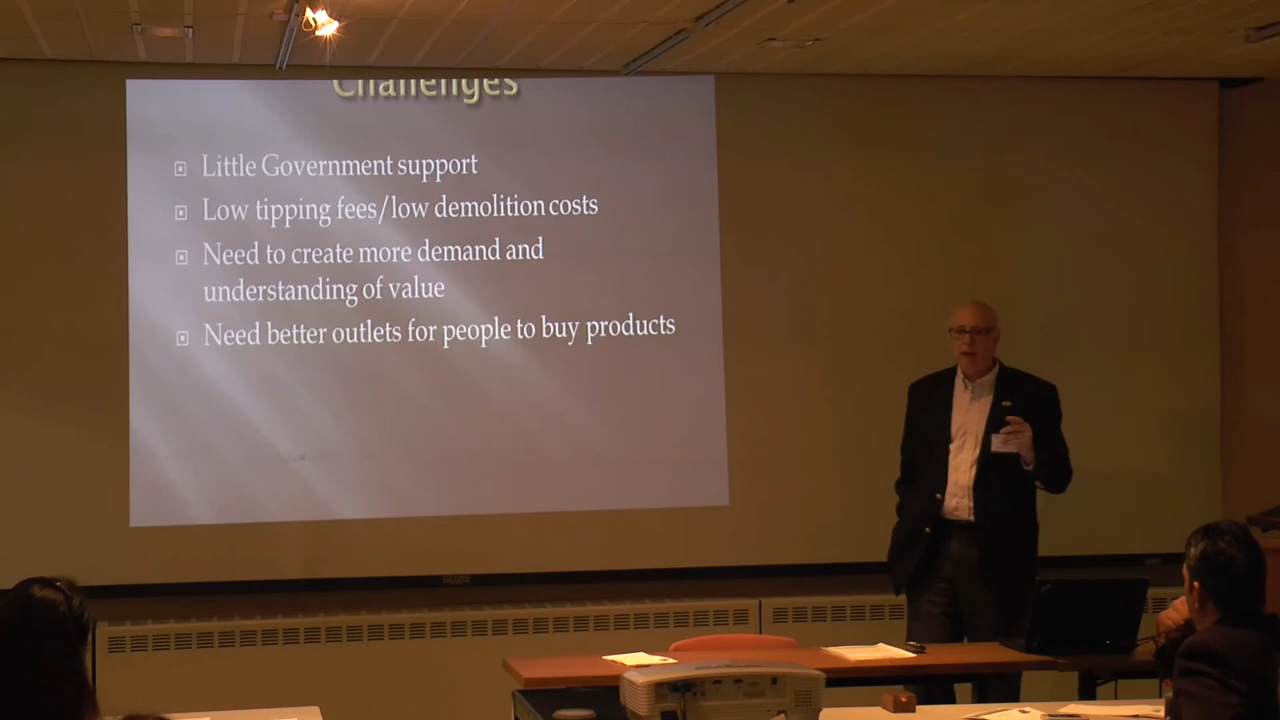 Challenges
Little Government support
Low tipping fees/low demolition costs
Need to create more demand and
understanding of value
Need better outlets for people to buy products